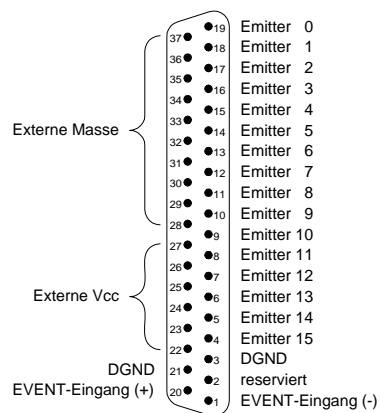 19 Emitter 0
37
18 Emitter 1
36
17 Emitter 2
35
16 Emitter 3
34
15 Emitter 4
33
Externe Masse
14 Emitter 5
32
13 Emitter 6
31
12 Emitter 7
30
11 Emitter 8
29
10 Emitter 9
28
9 Emitter 10
27
8 Emitter 11
26
7 Emitter 12
25
Externe Vcc
6 Emitter 13
24
5 Emitter 14
23
4 Emitter 15
22
3 DGND
DGND 21
2 reserviert
EVENT-Eingang (+) 20
1 EVENT-Eingang (-)